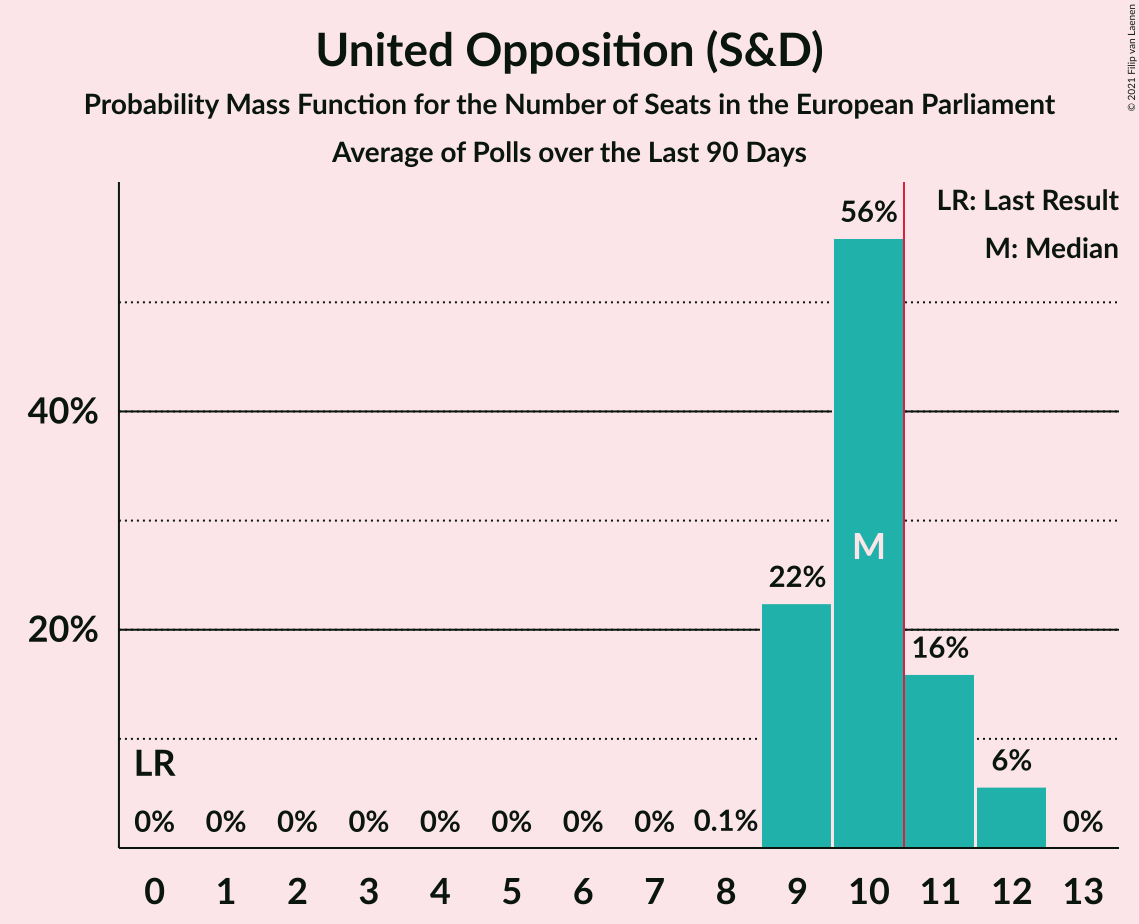 United Opposition (S&D)
Probability Mass Function for the Number of Seats in the European Parliament
Average of Polls over the Last 90 Days
© 2021 Filip van Laenen
LR: Last Result
M: Median
56%
40%
M
22%
20%
16%
LR
6%
0% 0% 0% 0% 0% 0% 0% 0% 0.1% 0%
0 1 2 3 4 5 6 7 8 9 10 11 12 13